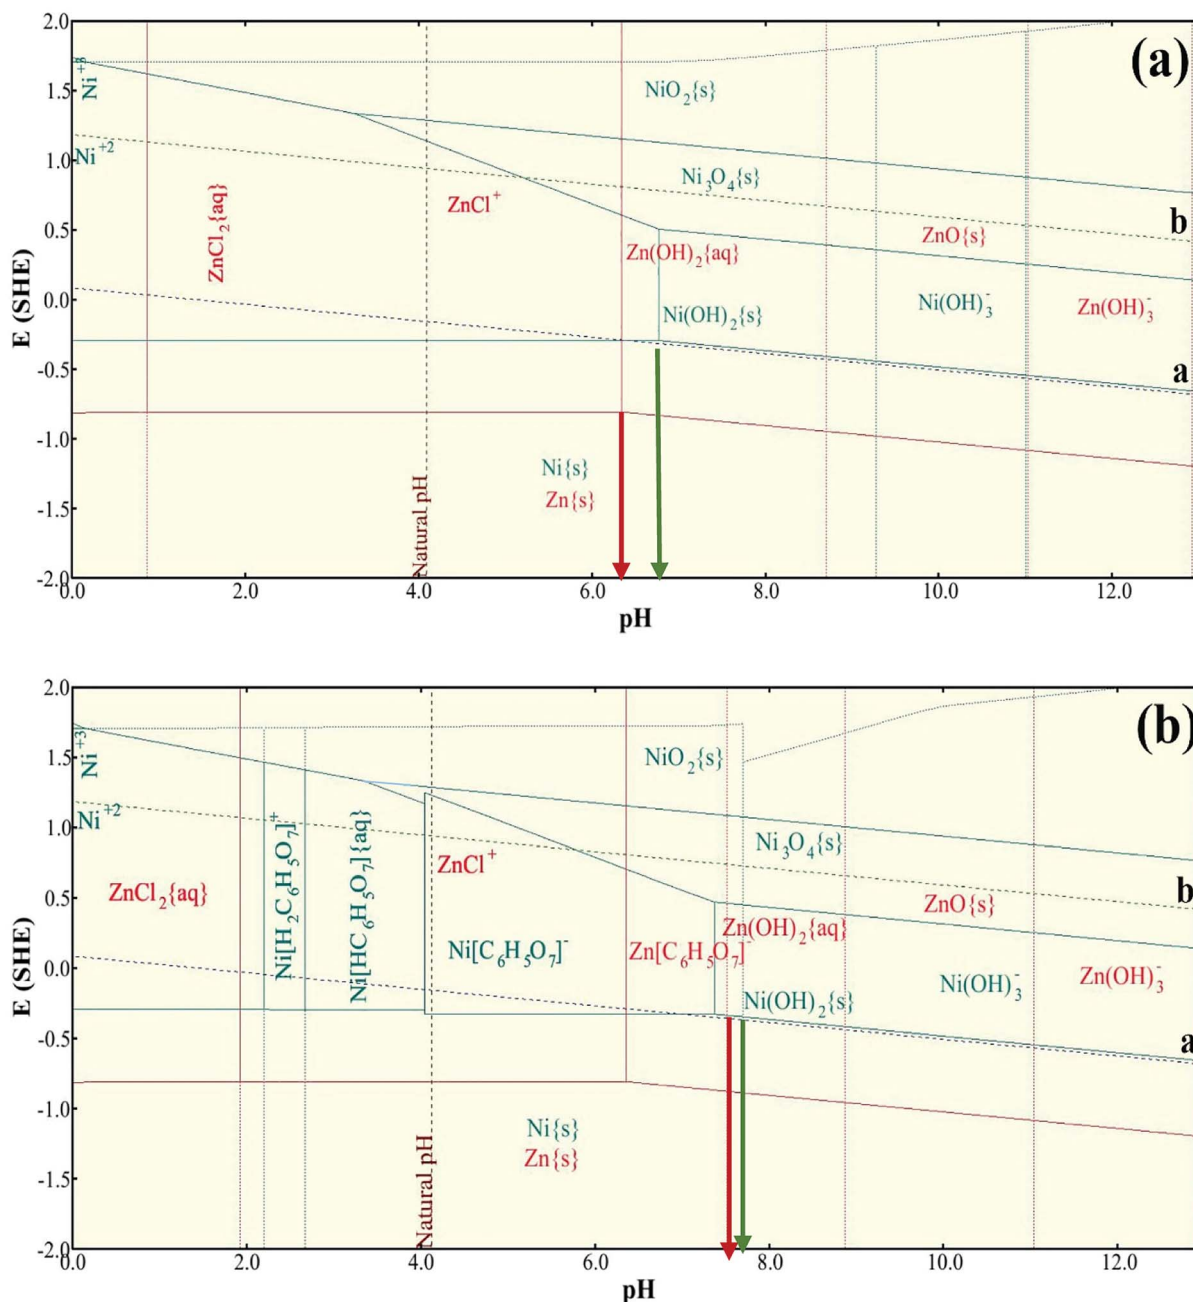 (a)
2.0
1.5
1.0
0.5
0.0
-0.5
-1.0
-1.5
-2.0
E (SHE)
Ni⁺³
NiO₂{s}
Ni⁺²
Ni₃O₄{s}
ZnCl₂{aq}
ZnCl⁺
b
ZnO{s}
Zn(OH)₂{aq}
Ni(OH)₂{s}
Ni(OH)₃⁻
Zn(OH)₃⁻
a
Ni{s}
Zn{s}
Natural pH
0.0 2.0 4.0 6.0 8.0 10.0 12.0
pH
(b)
2.0
1.5
1.0
0.5
0.0
-0.5
-1.0
-1.5
-2.0
E (SHE)
Ni⁺³
NiO₂{s}
Ni⁺²
Ni₃O₄{s}
ZnCl₂{aq}
Ni[H₂C₆H₅O₇]⁺
Ni[HC₆H₅O₇]{aq}
ZnCl⁺
b
ZnO{s}
Zn(OH)₂{aq}
Ni[C₆H₅O₇]⁻
Zn[C₆H₅O₇]⁻
Ni(OH)₂{s}
Ni(OH)₃⁻
Zn(OH)₃⁻
a
Ni{s}
Zn{s}
Natural pH
0.0 2.0 4.0 6.0 8.0 10.0 12.0
pH